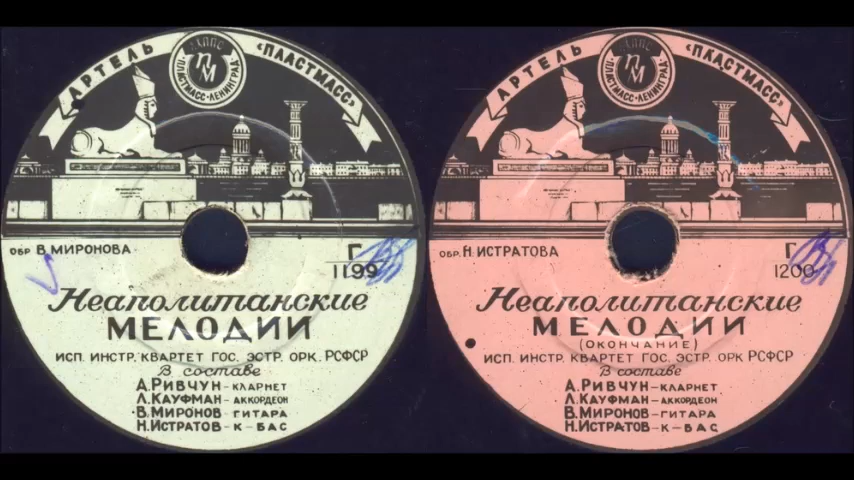 АРТЕЛЬ «ПЛАСТМАСС»
ПМ
ПЛАСТМАСС•ЛЕНИНГРАД
ОБР. В. МИРОНОВА
Г
1199
Неаполитанские
МЕЛОДИИ
ИСП. ИНСТР. КВАРТЕТ ГОС. ЭСТР. ОРК. РСФСР
В составе
А. РИВЧУН – КЛАРНЕТ
Л. КАУФМАН – АККОРДЕОН
В. МИРОНОВ – ГИТАРА
Н. ИСТРАТОВ – К – БАС
АРТЕЛЬ «ПЛАСТМАСС»
ПМ
ПЛАСТМАСС•ЛЕНИНГРАД
ОБР. Н. ИСТРАТОВА
Г
1200
Неаполитанские
МЕЛОДИИ
(ОКОНЧАНИЕ)
ИСП. ИНСТР. КВАРТЕТ ГОС. ЭСТР. ОРК РСФСР
В составе
А. РИВЧУН – КЛАРНЕТ
Л. КАУФМАН – АККОРДЕОН
В. МИРОНОВ – ГИТАРА
Н. ИСТРАТОВ – К – БАС